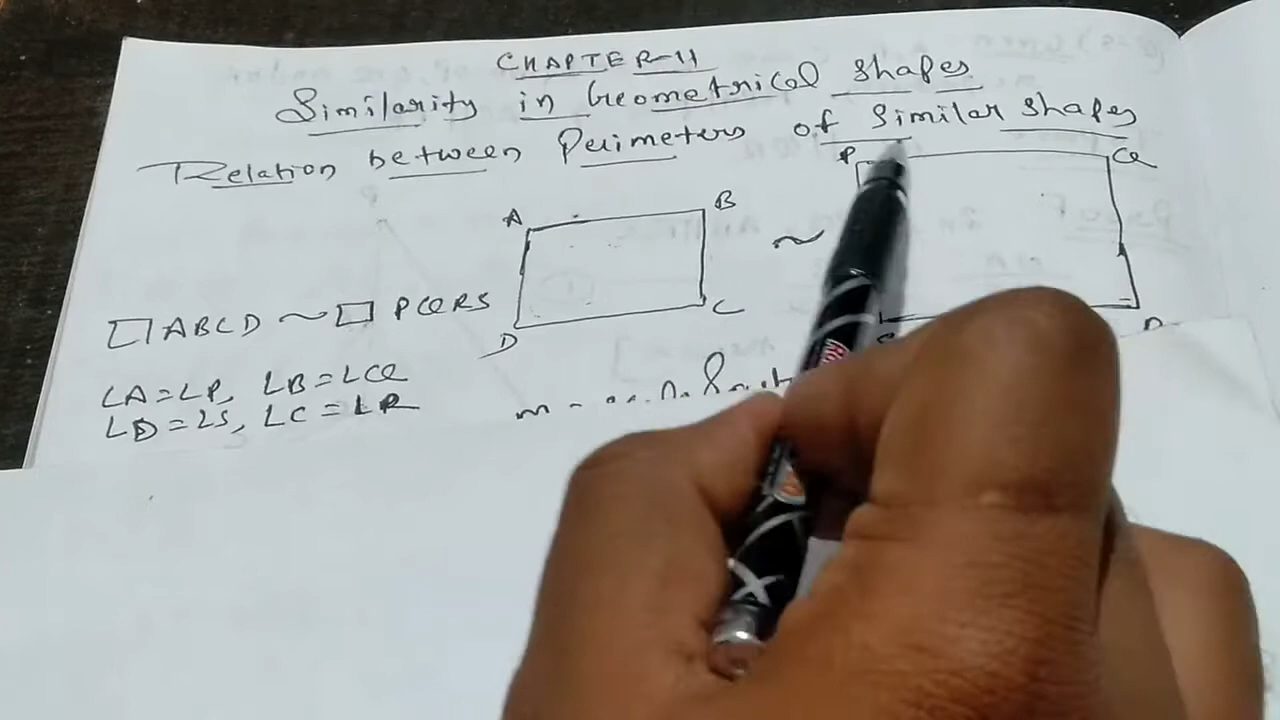 CHAPTER-11
Similarity in Geometrical shapes
Relation between Perimeters of Similar shapes
P Q
A B
~
□ABCD ~ □ PQRS
D C
∠A=∠P, ∠B=∠Q
∠D=∠S, ∠C=∠R
m